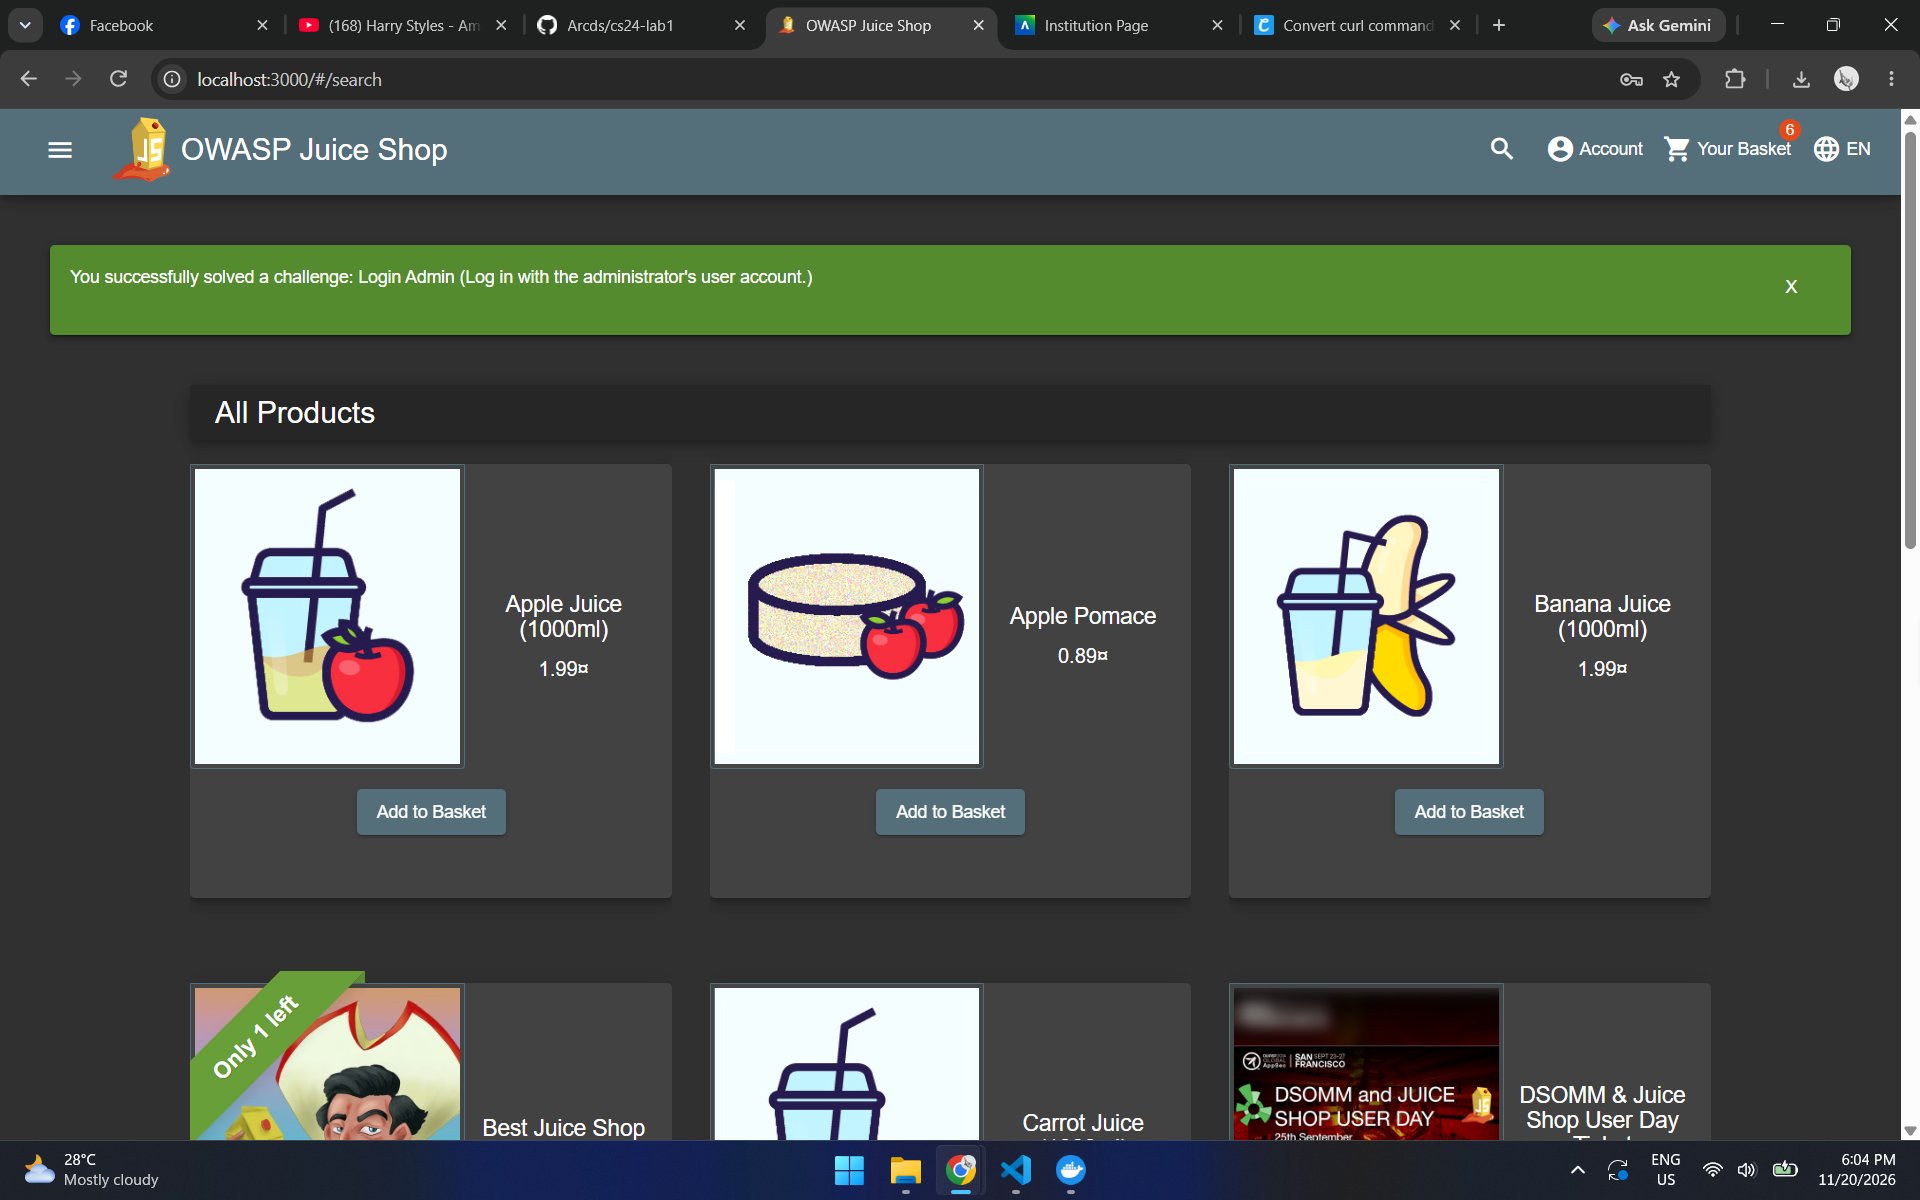 Facebook
(168) Harry Styles - Am
Arcds/cs24-lab1
OWASP Juice Shop
Institution Page
Convert curl command
Ask Gemini
localhost:3000/#/search
OWASP Juice Shop
Account
Your Basket
6
EN
You successfully solved a challenge: Login Admin (Log in with the administrator's user account.)
X
All Products
Apple Juice
(1000ml)
1.99¤
Add to Basket
Apple Pomace
0.89¤
Add to Basket
Banana Juice
(1000ml)
1.99¤
Add to Basket
Only 1 left
Best Juice Shop
Carrot Juice
SAN SEPT 23-27
FRANCISCO
DSOMM and JUICE
SHOP USER DAY
25th September
DSOMM & Juice
Shop User Day
28°C
Mostly cloudy
ENG
US
6:04 PM
11/20/2026